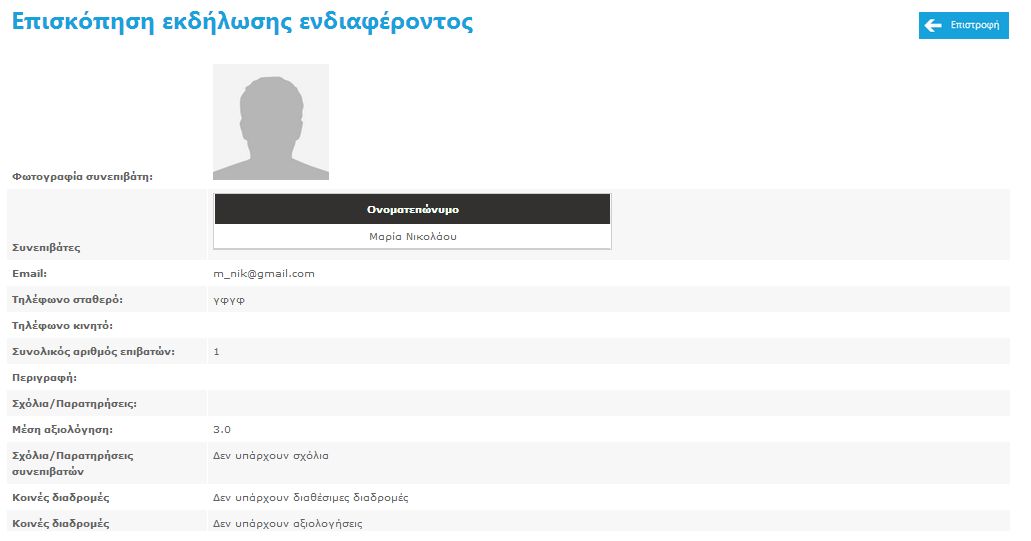 Επισκόπηση εκδήλωσης ενδιαφέροντος
Επιστροφή
Φωτογραφία συνεπιβάτη:
Ονοματεπώνυμο
Μαρία Νικολάου
Συνεπιβάτες
Email: m_nik@gmail.com
Τηλέφωνο σταθερό: γφγφ
Τηλέφωνο κινητό:
Συνολικός αριθμός επιβατών: 1
Περιγραφή:
Σχόλια/Παρατηρήσεις:
Μέση αξιολόγηση: 3.0
Σχόλια/Παρατηρήσεις Δεν υπάρχουν σχόλια
συνεπιβατών
Κοινές διαδρομές Δεν υπάρχουν διαθέσιμες διαδρομές
Κοινές διαδρομές Δεν υπάρχουν αξιολογήσεις